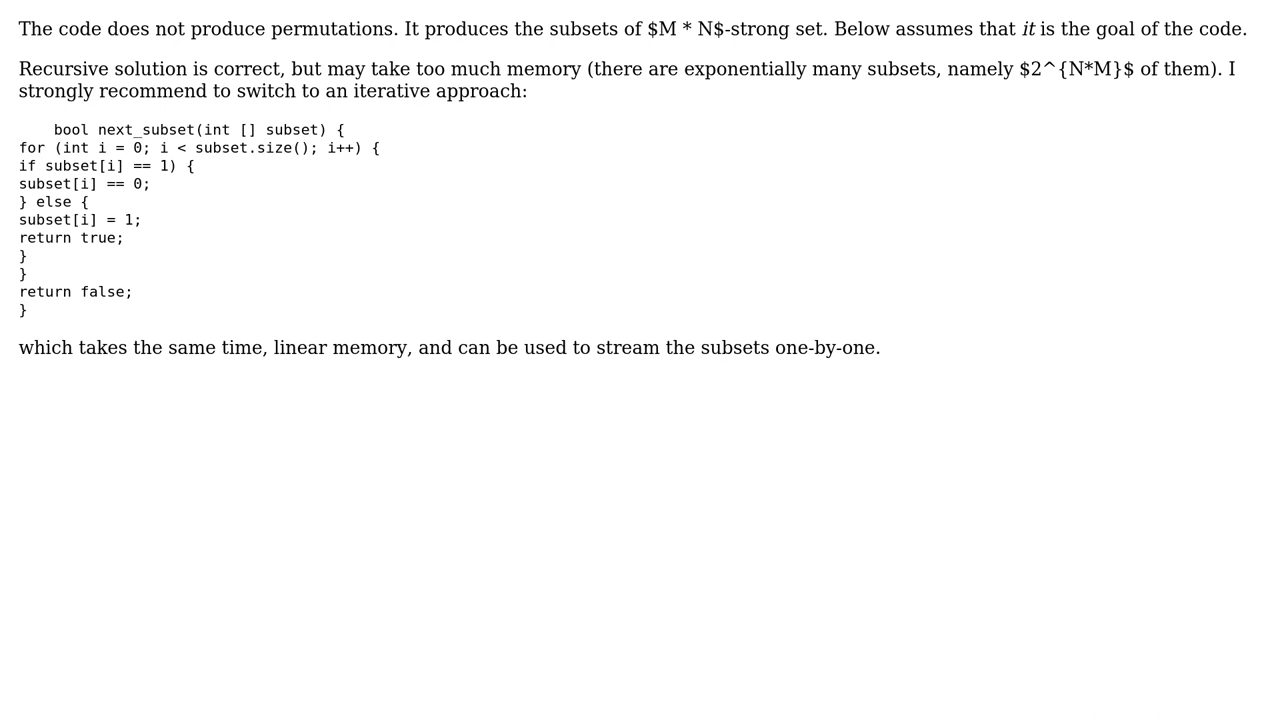 The code does not produce permutations. It produces the subsets of $M * N$-strong set. Below assumes that it is the goal of the code.
Recursive solution is correct, but may take too much memory (there are exponentially many subsets, namely $2^{N*M}$ of them). I
strongly recommend to switch to an iterative approach:
    bool next_subset(int [] subset) {
for (int i = 0; i < subset.size(); i++) {
if subset[i] == 1) {
subset[i] == 0;
} else {
subset[i] = 1;
return true;
}
}
return false;
}
which takes the same time, linear memory, and can be used to stream the subsets one-by-one.